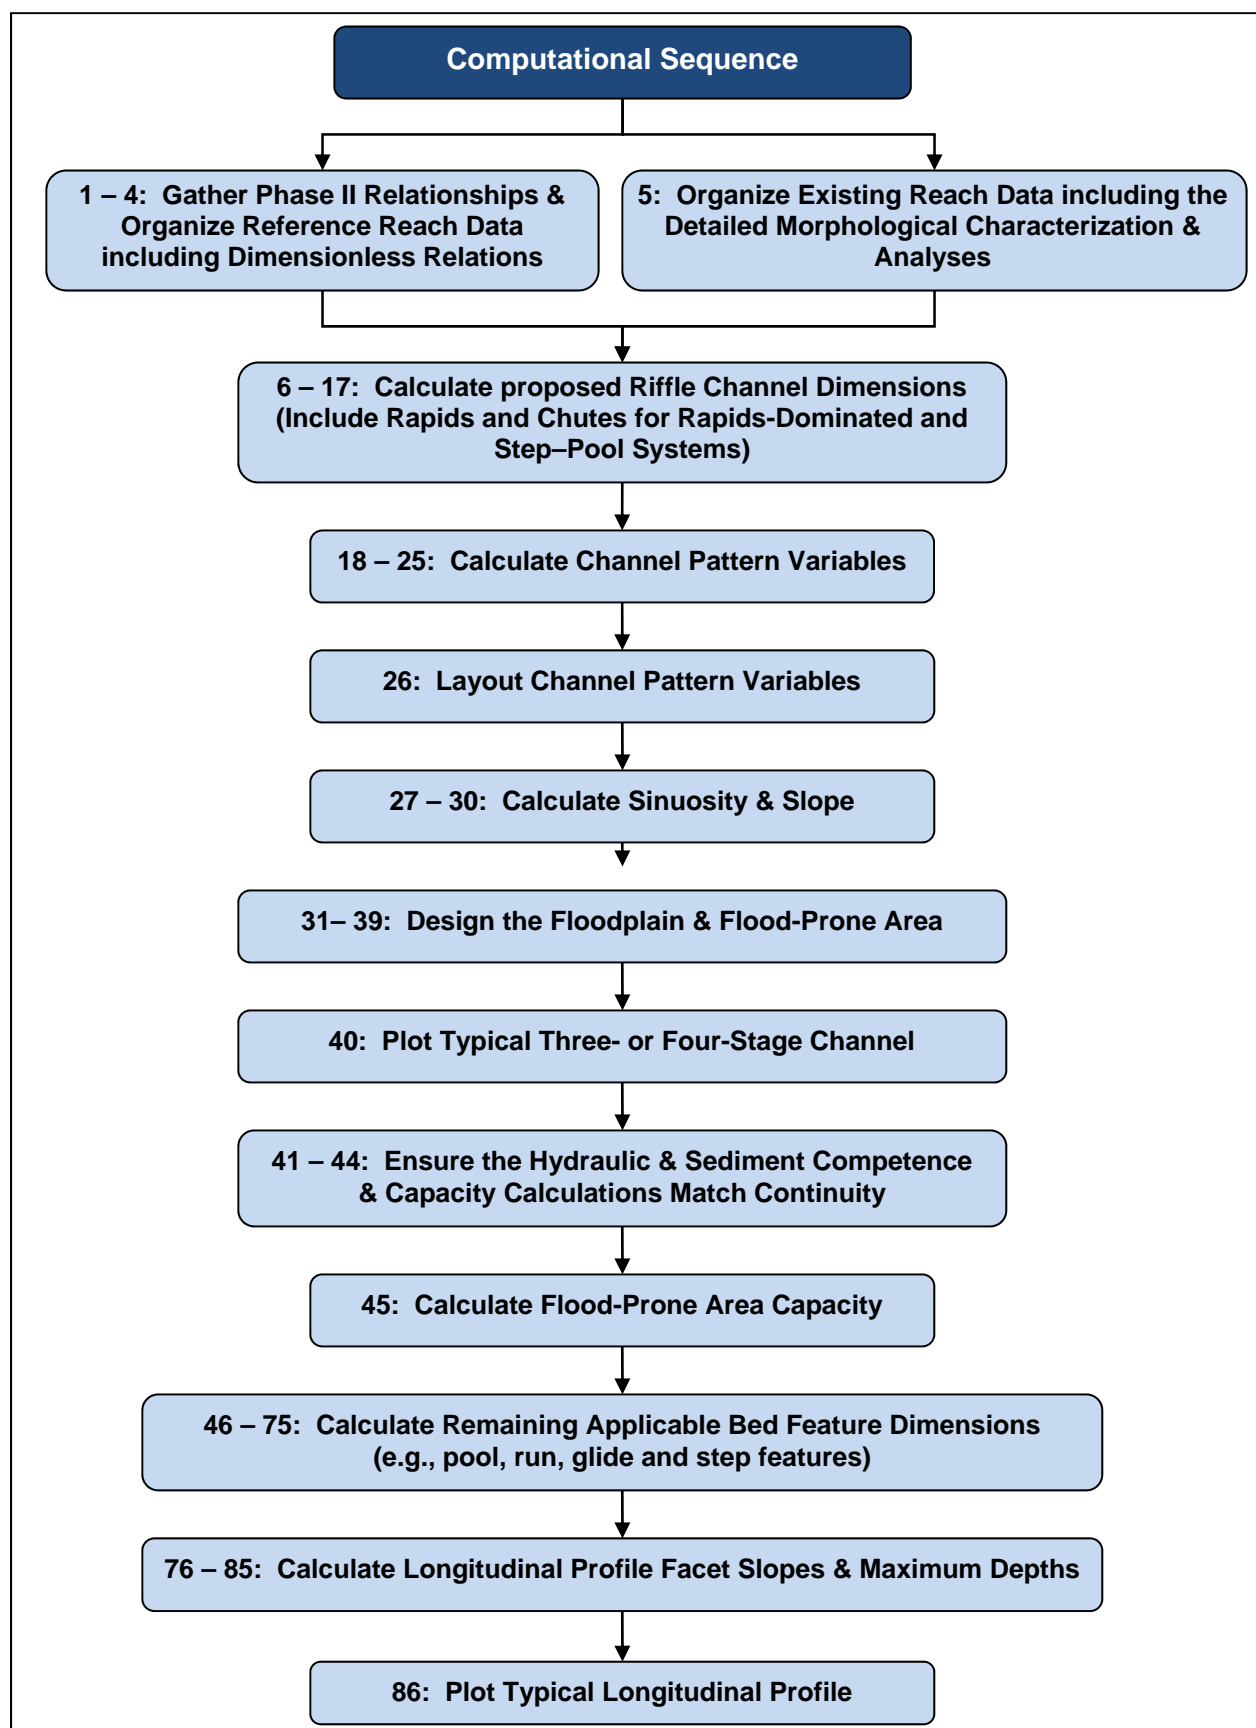 Computational Sequence
1 – 4:  Gather Phase II Relationships &
Organize Reference Reach Data
including Dimensionless Relations
5:  Organize Existing Reach Data including the
Detailed Morphological Characterization &
Analyses
6 – 17:  Calculate proposed Riffle Channel Dimensions
(Include Rapids and Chutes for Rapids-Dominated and
Step–Pool Systems)
18 – 25:  Calculate Channel Pattern Variables
26:  Layout Channel Pattern Variables
27 – 30:  Calculate Sinuosity & Slope
31– 39:  Design the Floodplain & Flood-Prone Area
40:  Plot Typical Three- or Four-Stage Channel
41 – 44:  Ensure the Hydraulic & Sediment Competence
& Capacity Calculations Match Continuity
45:  Calculate Flood-Prone Area Capacity
46 – 75:  Calculate Remaining Applicable Bed Feature Dimensions
(e.g., pool, run, glide and step features)
76 – 85:  Calculate Longitudinal Profile Facet Slopes & Maximum Depths
86:  Plot Typical Longitudinal Profile